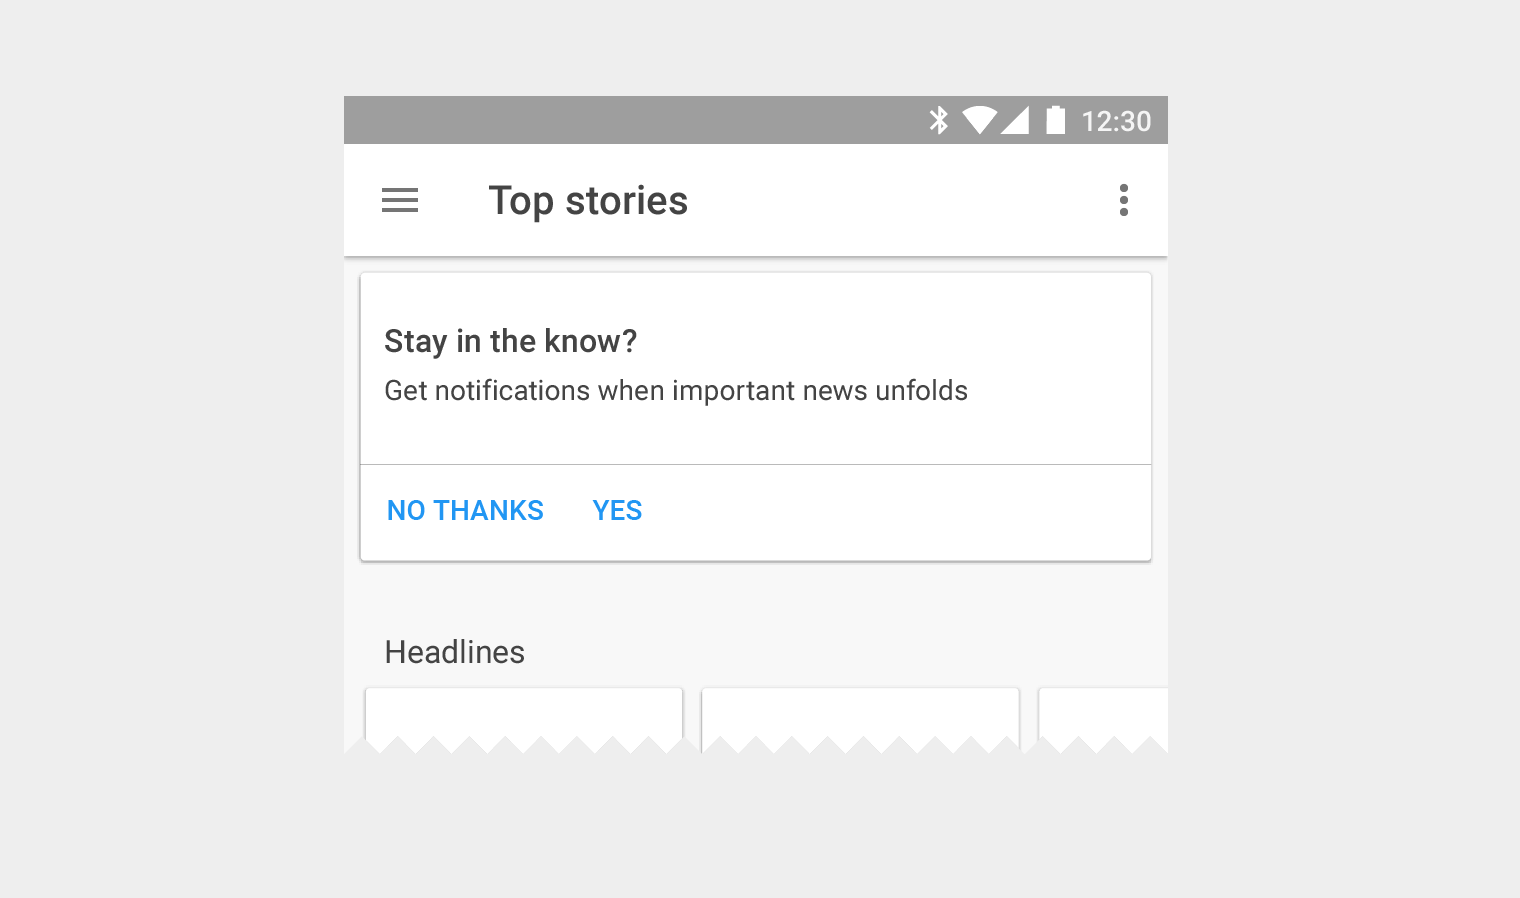 12:30
Top stories
Stay in the know?
Get notifications when important news unfolds
NO THANKS YES
Headlines